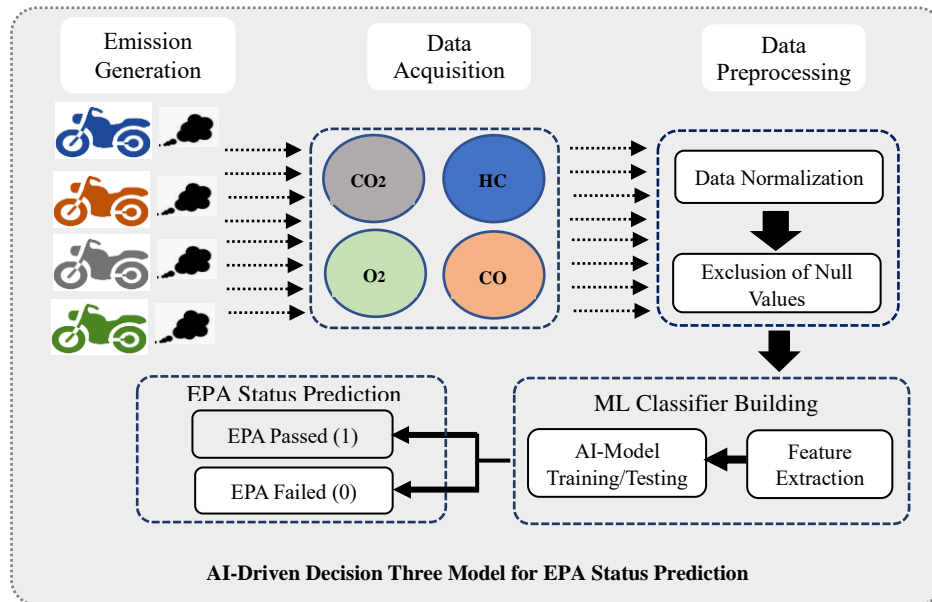 Emission
Generation
Data
Acquisition
Data
Preprocessing
CO2
HC
O2
CO
Data Normalization
Exclusion of Null
Values
EPA Status Prediction
EPA Passed (1)
EPA Failed (0)
ML Classifier Building
AI-Model
Training/Testing
Feature
Extraction
AI-Driven Decision Three Model for EPA Status Prediction